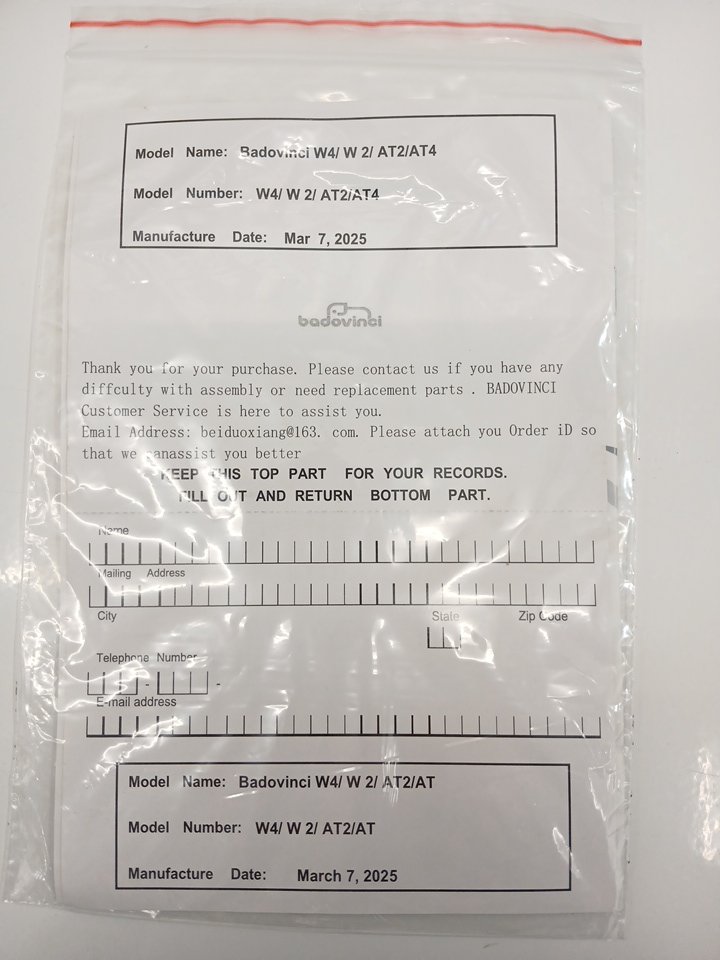 Model Name: Badovinci W4/ W 2/ AT2/AT4
Model Number: W4/ W 2/ AT2/AT4
Manufacture Date: Mar 7, 2025
badovinci
Thank you for your purchase. Please contact us if you have any
diffculty with assembly or need replacement parts . BADOVINCI
Customer Service is here to assist you.
Email Address: beiduoxiang@163. com. Please attach you Order iD so
that we canassist you better
KEEP THIS TOP PART FOR YOUR RECORDS.
FILL OUT AND RETURN BOTTOM PART.
Name
Mailing Address
City State Zip Code
Telephone Number
- -
E-mail address
Model Name: Badovinci W4/ W 2/ AT2/AT
Model Number: W4/ W 2/ AT2/AT
Manufacture Date: March 7, 2025